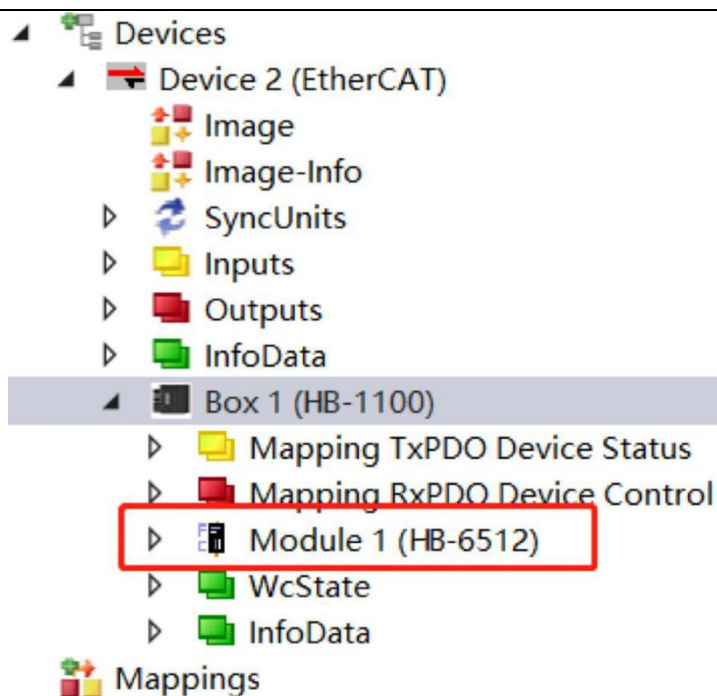 Devices
Device 2 (EtherCAT)
Image
Image-Info
SyncUnits
Inputs
Outputs
InfoData
Box 1 (HB-1100)
Mapping TxPDO Device Status
Mapping RxPDO Device Control
Module 1 (HB-6512)
WcState
InfoData
Mappings